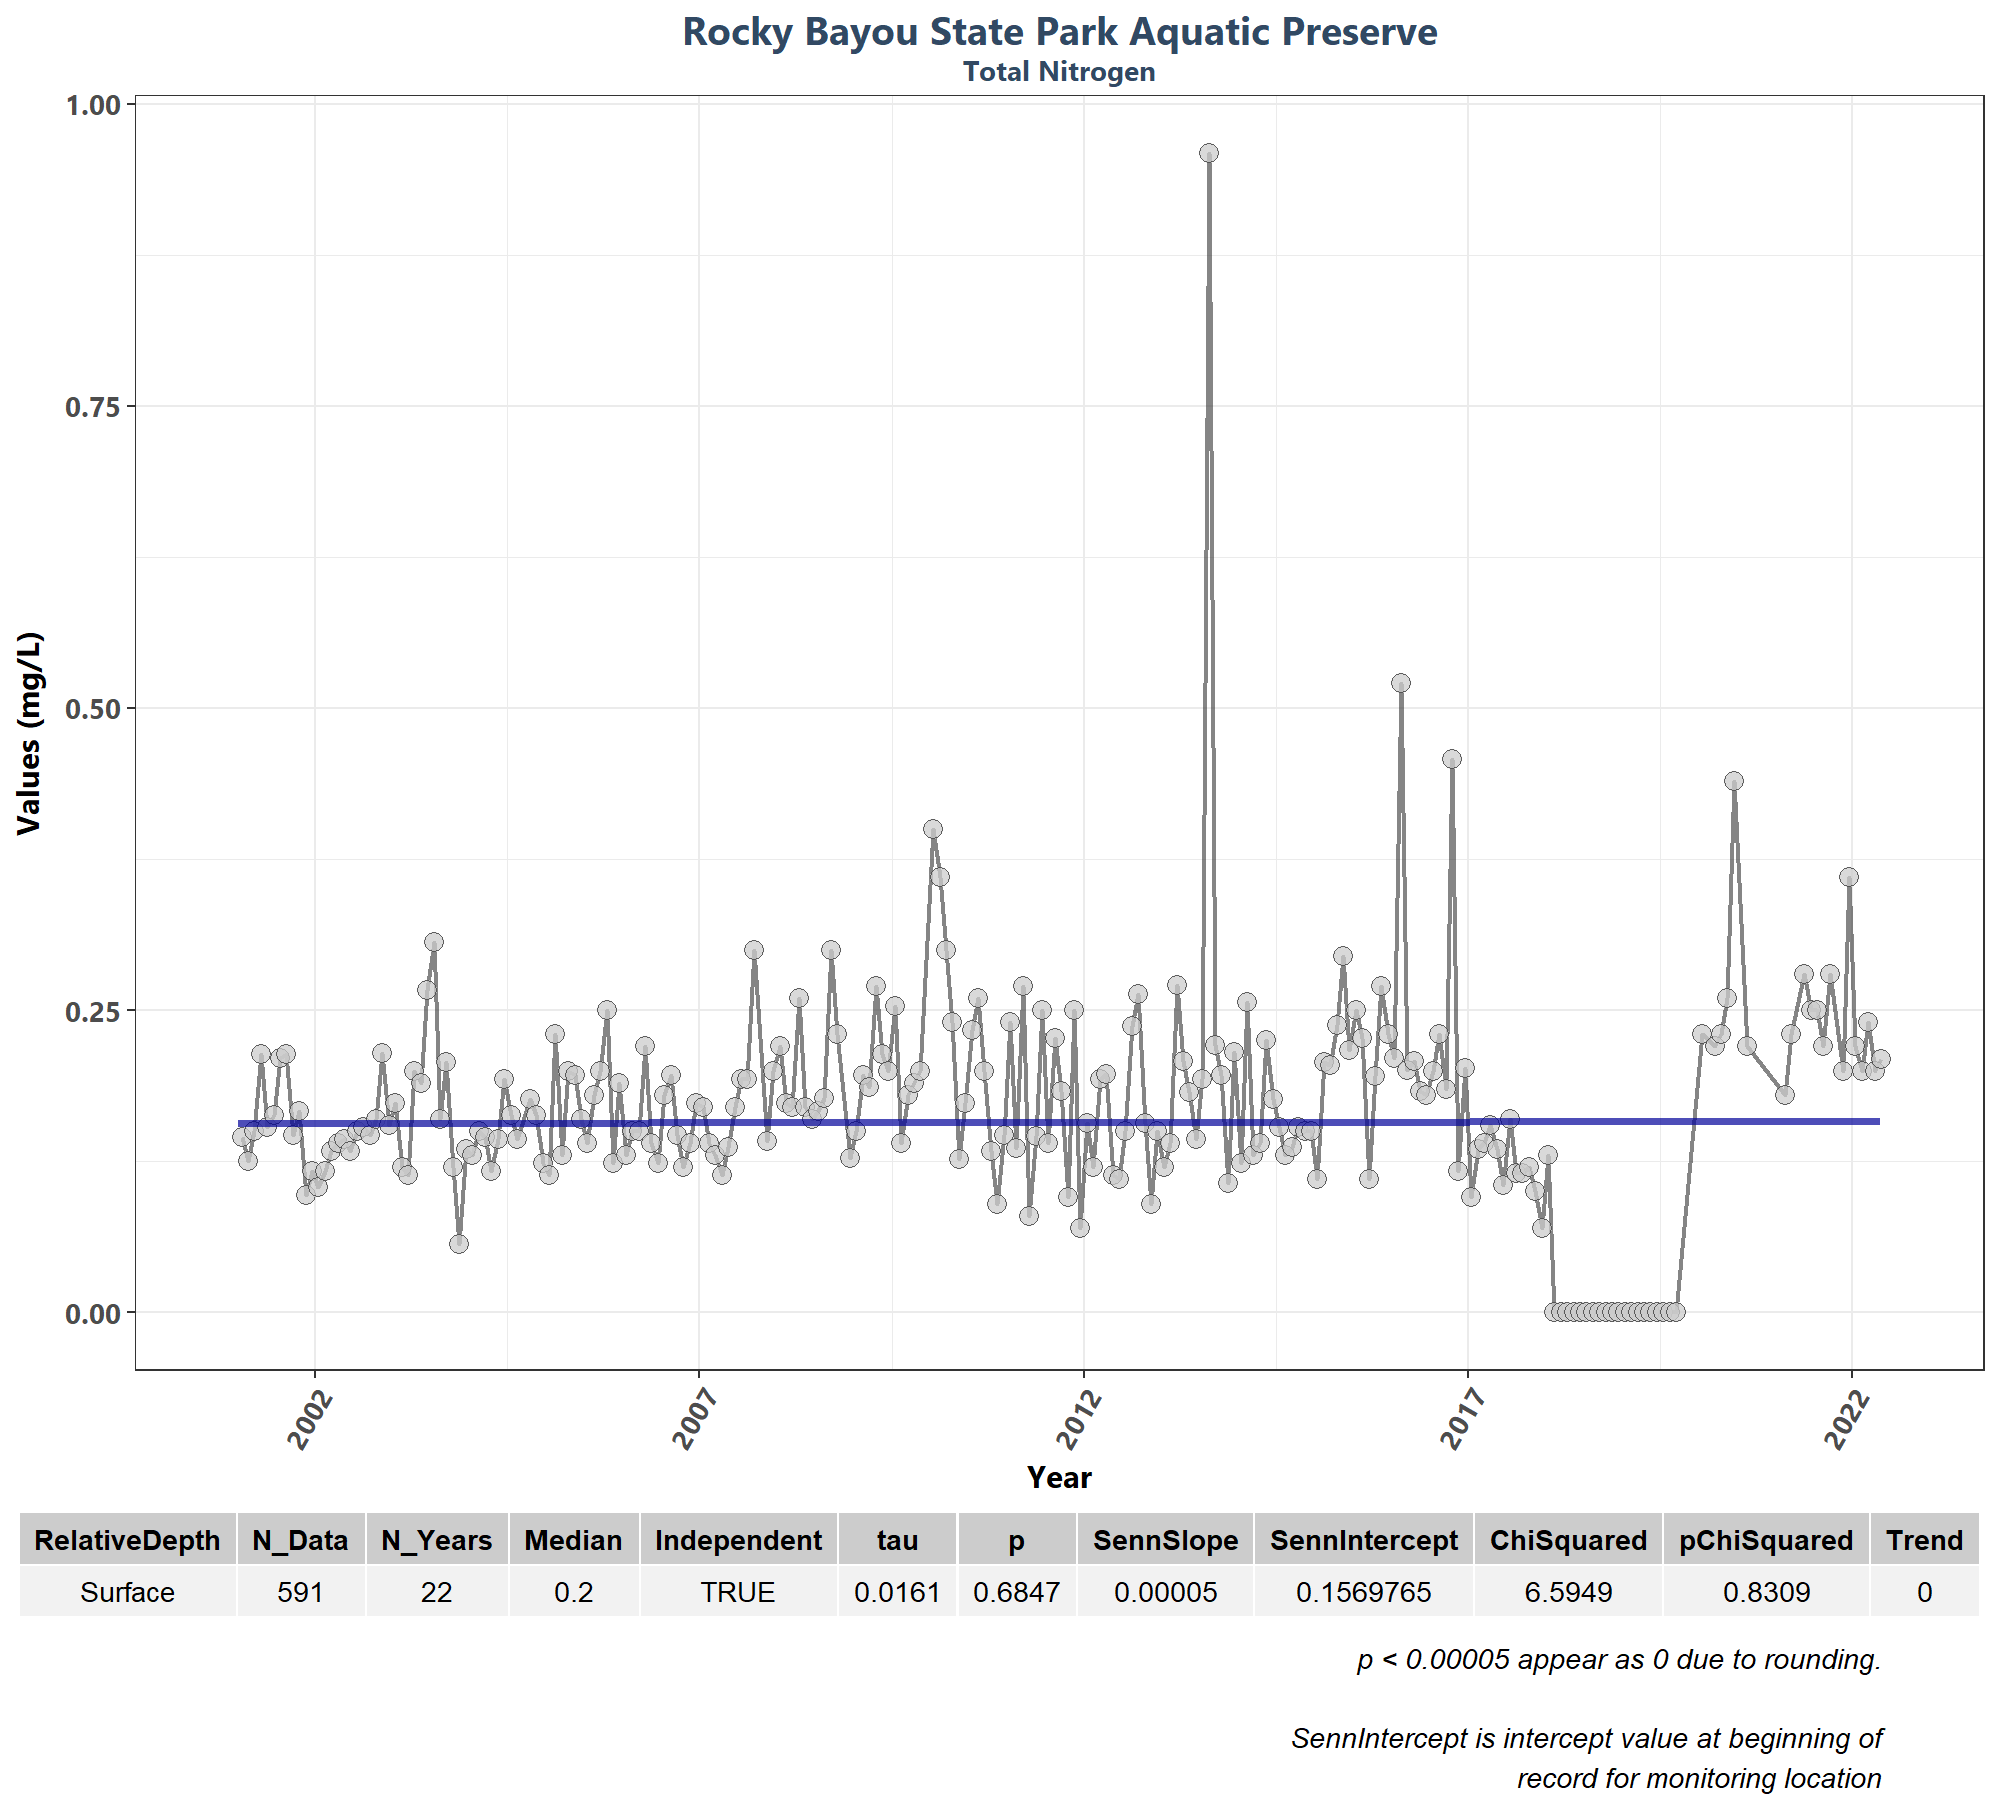 Rocky Bayou State Park Aquatic Preserve
Total Nitrogen
1.00
0.75
0.50
0.25
0.00
Values (mg/L)
2002
2007
2012
2017
2022
Year
RelativeDepth N_Data N_Years Median Independent tau p SennSlope SennIntercept ChiSquared pChiSquared Trend
Surface 591 22 0.2 TRUE 0.0161 0.6847 0.00005 0.1569765 6.5949 0.8309 0
p < 0.00005 appear as 0 due to rounding.
SennIntercept is intercept value at beginning of
record for monitoring location